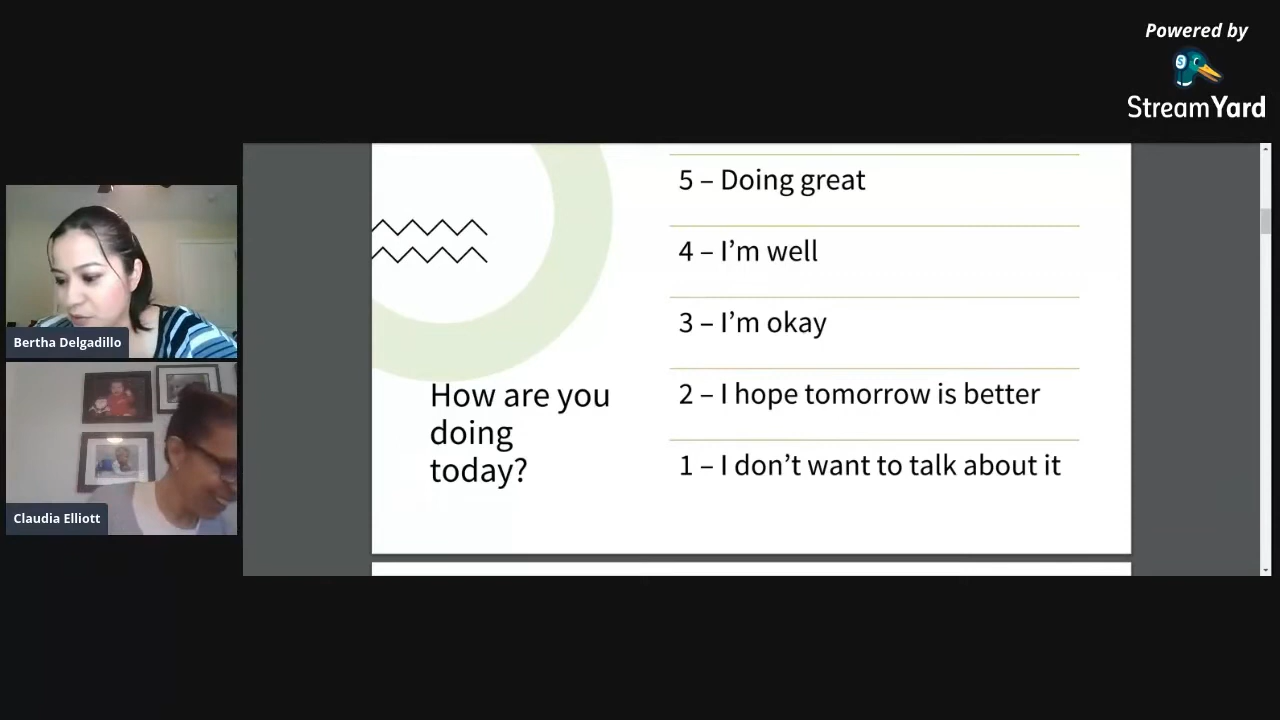 Powered by
StreamYard
Bertha Delgadillo
Claudia Elliott
How are you
doing
today?
5 – Doing great
4 – I’m well
3 – I’m okay
2 – I hope tomorrow is better
1 – I don’t want to talk about it